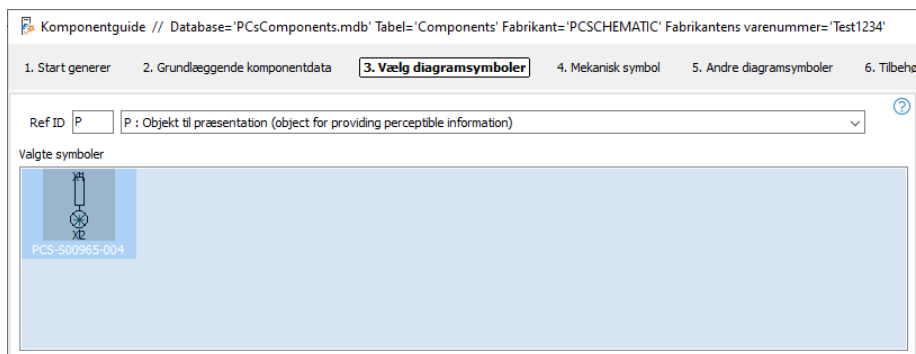 Komponentguide // Database='PCsComponents.mdb' Tabel='Components' Fabrikant='PCSCHEMATIC' Fabrikantens varenummer='Test1234'
1. Start generer 2. Grundlæggende komponentdata 3. Vælg diagramsymboler 4. Mekanisk symbol 5. Andre diagramsymboler 6. Tilbehø
Ref ID P P : Objekt til præsentation (object for providing perceptible information)
Valgte symboler
PCS-S00965-004